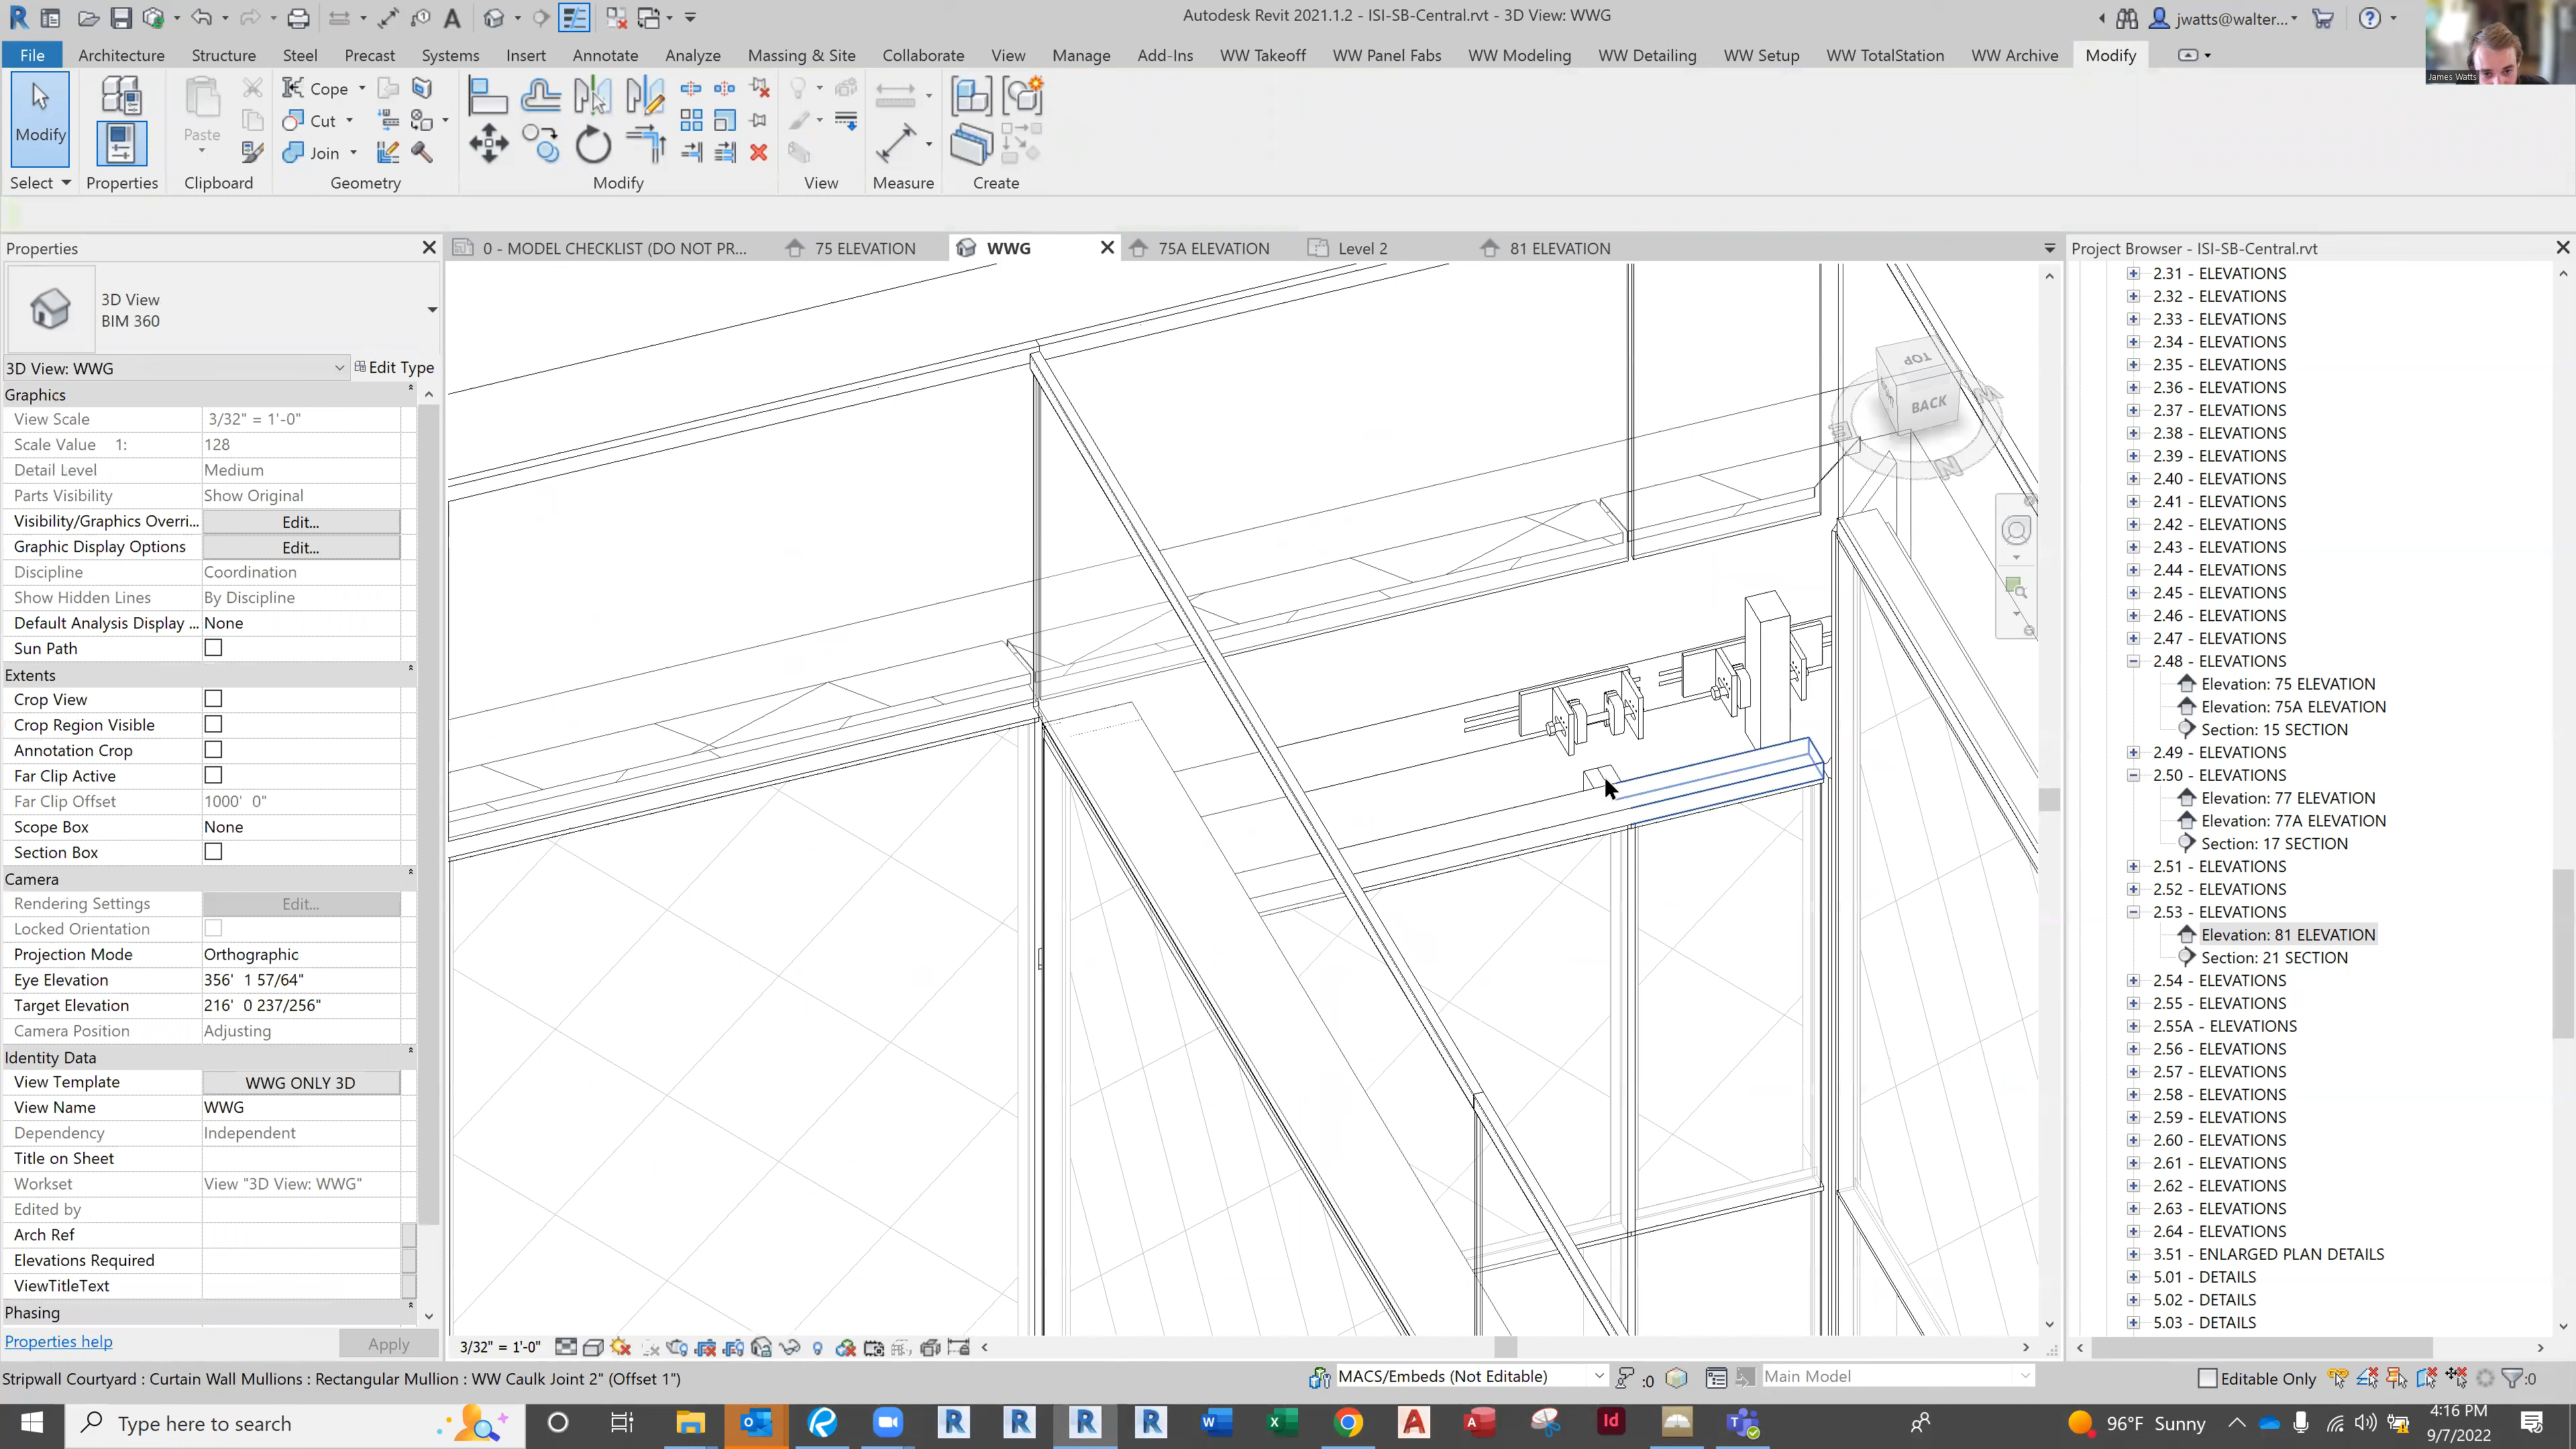 Autodesk Revit 2021.1.2 - ISI-SB-Central.rvt - 3D View: WWG
jwatts@walter...
James Watts
File Architecture Structure Steel Precast Systems Insert Annotate Analyze Massing & Site Collaborate View Manage Add-Ins WW Takeoff WW Panel Fabs WW Modeling WW Detailing WW Setup WW TotalStation WW Archive Modify
Modify
Paste
Cope
Cut
Join
Select Properties Clipboard Geometry Modify View Measure Create
Properties
0 - MODEL CHECKLIST (DO NOT PR...
75 ELEVATION
WWG
75A ELEVATION
Level 2
81 ELEVATION
Project Browser - ISI-SB-Central.rvt
3D View
BIM 360
3D View: WWG
Edit Type
Graphics
View Scale 3/32" = 1'-0"
Scale Value 1: 128
Detail Level Medium
Parts Visibility Show Original
Visibility/Graphics Overri... Edit...
Graphic Display Options Edit...
Discipline Coordination
Show Hidden Lines By Discipline
Default Analysis Display ... None
Sun Path
Extents
Crop View
Crop Region Visible
Annotation Crop
Far Clip Active
Far Clip Offset 1000' 0"
Scope Box None
Section Box
Camera
Rendering Settings Edit...
Locked Orientation
Projection Mode Orthographic
Eye Elevation 356' 1 57/64"
Target Elevation 216' 0 237/256"
Camera Position Adjusting
Identity Data
View Template WWG ONLY 3D
View Name WWG
Dependency Independent
Title on Sheet
Workset View "3D View: WWG"
Edited by
Arch Ref
Elevations Required
ViewTitleText
Phasing
Properties help
Apply
TOP
BACK
N
E
2.31 - ELEVATIONS
2.32 - ELEVATIONS
2.33 - ELEVATIONS
2.34 - ELEVATIONS
2.35 - ELEVATIONS
2.36 - ELEVATIONS
2.37 - ELEVATIONS
2.38 - ELEVATIONS
2.39 - ELEVATIONS
2.40 - ELEVATIONS
2.41 - ELEVATIONS
2.42 - ELEVATIONS
2.43 - ELEVATIONS
2.44 - ELEVATIONS
2.45 - ELEVATIONS
2.46 - ELEVATIONS
2.47 - ELEVATIONS
2.48 - ELEVATIONS
Elevation: 75 ELEVATION
Elevation: 75A ELEVATION
Section: 15 SECTION
2.49 - ELEVATIONS
2.50 - ELEVATIONS
Elevation: 77 ELEVATION
Elevation: 77A ELEVATION
Section: 17 SECTION
2.51 - ELEVATIONS
2.52 - ELEVATIONS
2.53 - ELEVATIONS
Elevation: 81 ELEVATION
Section: 21 SECTION
2.54 - ELEVATIONS
2.55 - ELEVATIONS
2.55A - ELEVATIONS
2.56 - ELEVATIONS
2.57 - ELEVATIONS
2.58 - ELEVATIONS
2.59 - ELEVATIONS
2.60 - ELEVATIONS
2.61 - ELEVATIONS
2.62 - ELEVATIONS
2.63 - ELEVATIONS
2.64 - ELEVATIONS
3.51 - ENLARGED PLAN DETAILS
5.01 - DETAILS
5.02 - DETAILS
5.03 - DETAILS
3/32" = 1'-0"
Stripwall Courtyard : Curtain Wall Mullions : Rectangular Mullion : WW Caulk Joint 2" (Offset 1")
MACS/Embeds (Not Editable)
:0
Main Model
Editable Only
:0
Type here to search
96°F Sunny
4:16 PM
9/7/2022